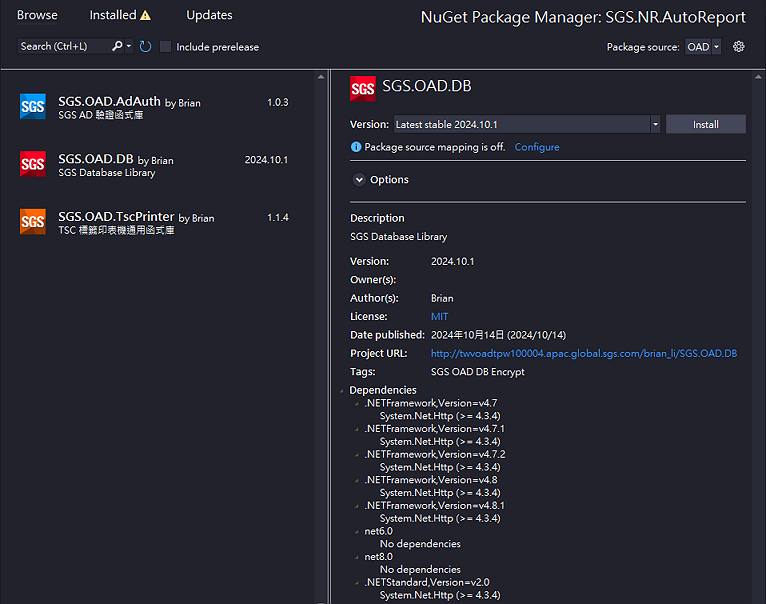 Browse Installed Updates NuGet Package Manager: SGS.NR.AutoReport
Search (Ctrl+L) Include prerelease Package source: OAD
SGS SGS.OAD.AdAuth by Brian 1.0.3
SGS AD 驗證函式庫
SGS SGS.OAD.DB by Brian 2024.10.1
SGS Database Library
SGS SGS.OAD.TscPrinter by Brian 1.1.4
TSC 標籤印表機通用函式庫
SGS SGS.OAD.DB
Version: Latest stable 2024.10.1 Install
Package source mapping is off. Configure
Options
Description
SGS Database Library
Version: 2024.10.1
Owner(s):
Author(s): Brian
License: MIT
Date published: 2024年10月14日 (2024/10/14)
Project URL: http://twvoadtpw100004.apac.global.sgs.com/brian_li/SGS.OAD.DB
Tags: SGS OAD DB Encrypt
Dependencies
.NETFramework,Version=v4.7
System.Net.Http (>= 4.3.4)
.NETFramework,Version=v4.7.1
System.Net.Http (>= 4.3.4)
.NETFramework,Version=v4.7.2
System.Net.Http (>= 4.3.4)
.NETFramework,Version=v4.8
System.Net.Http (>= 4.3.4)
.NETFramework,Version=v4.8.1
System.Net.Http (>= 4.3.4)
net6.0
No dependencies
net8.0
No dependencies
.NETStandard,Version=v2.0
System.Net.Http (>= 4.3.4)